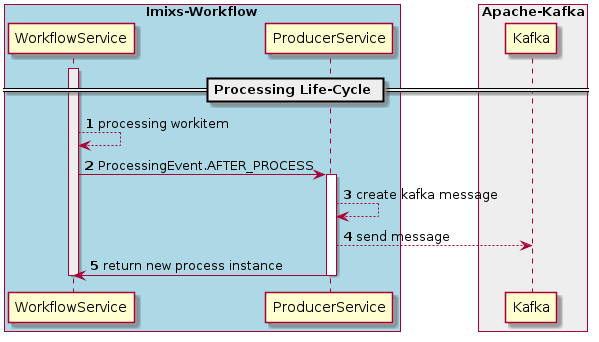 Imixs-Workflow
Apache-Kafka
WorkflowService
ProducerService
Kafka
Processing Life-Cycle
1 processing workitem
2 ProcessingEvent.AFTER_PROCESS
3 create kafka message
4 send message
5 return new process instance
WorkflowService
ProducerService
Kafka